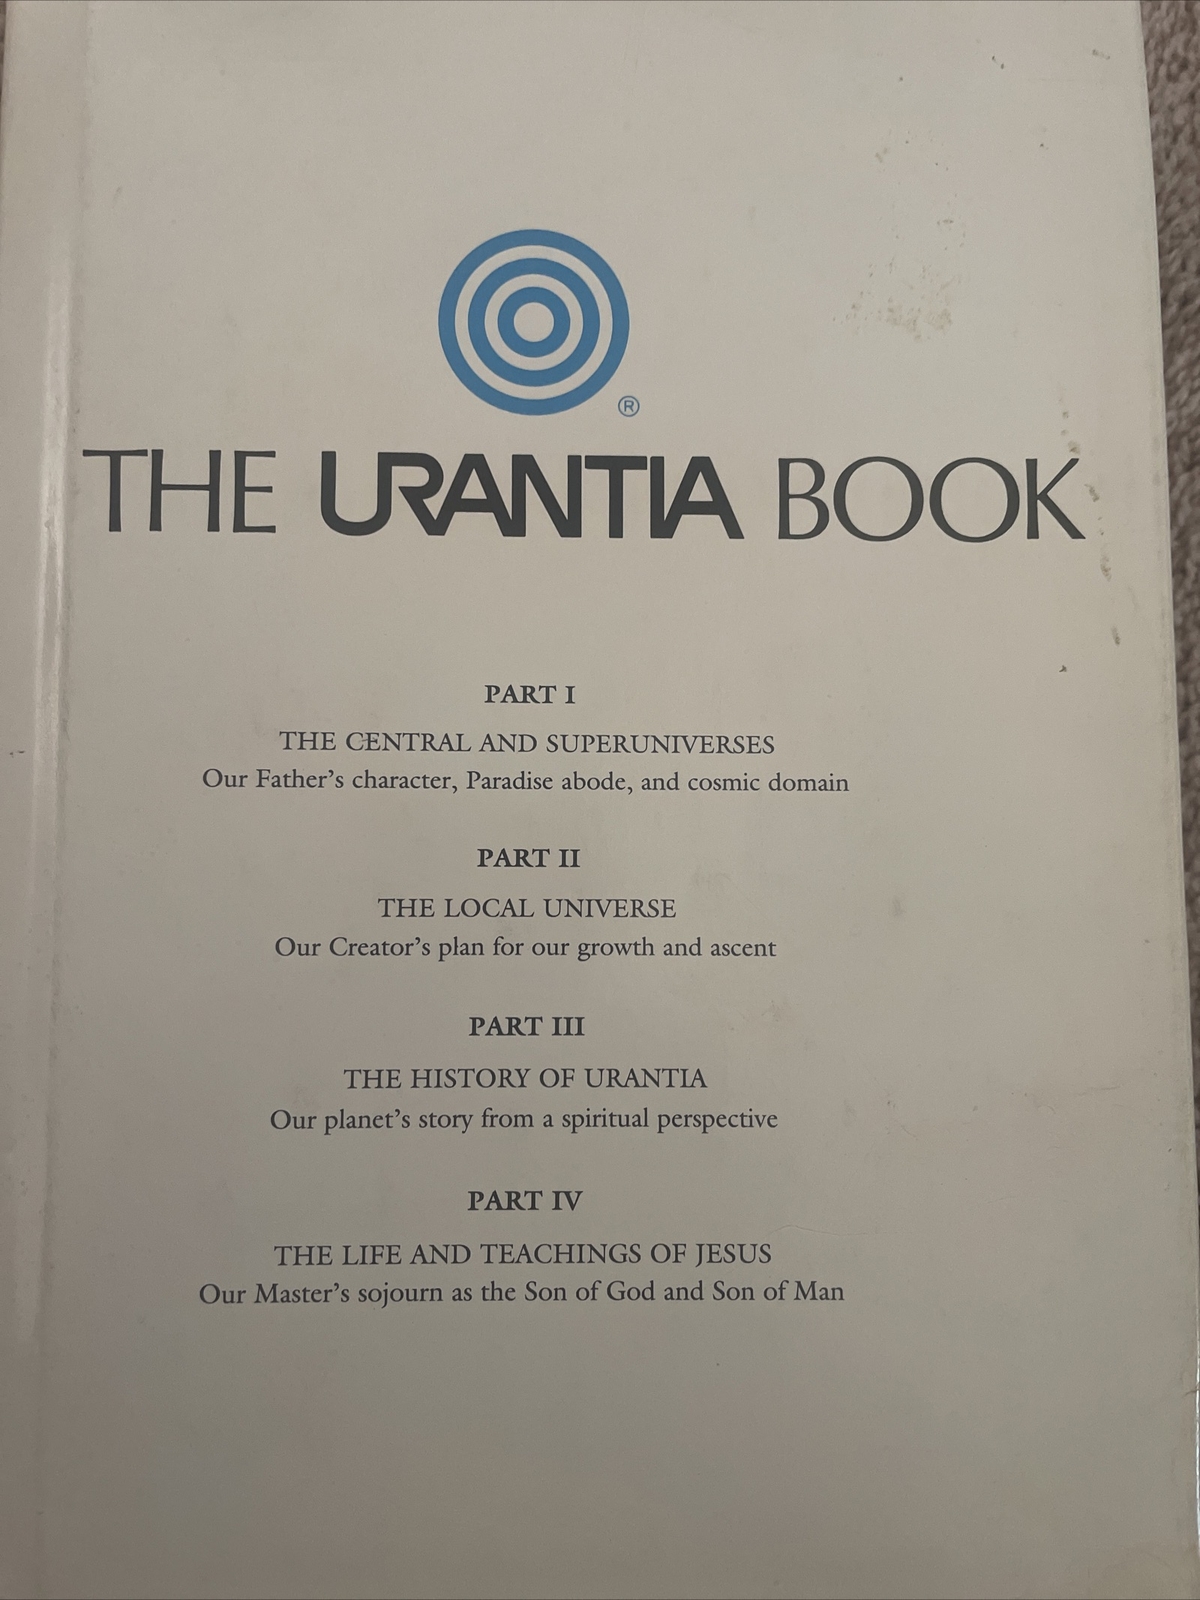 ®
THE URANTIA BOOK
PART I
THE CENTRAL AND SUPERUNIVERSES
Our Father's character, Paradise abode, and cosmic domain
PART II
THE LOCAL UNIVERSE
Our Creator's plan for our growth and ascent
PART III
THE HISTORY OF URANTIA
Our planet's story from a spiritual perspective
PART IV
THE LIFE AND TEACHINGS OF JESUS
Our Master's sojourn as the Son of God and Son of Man